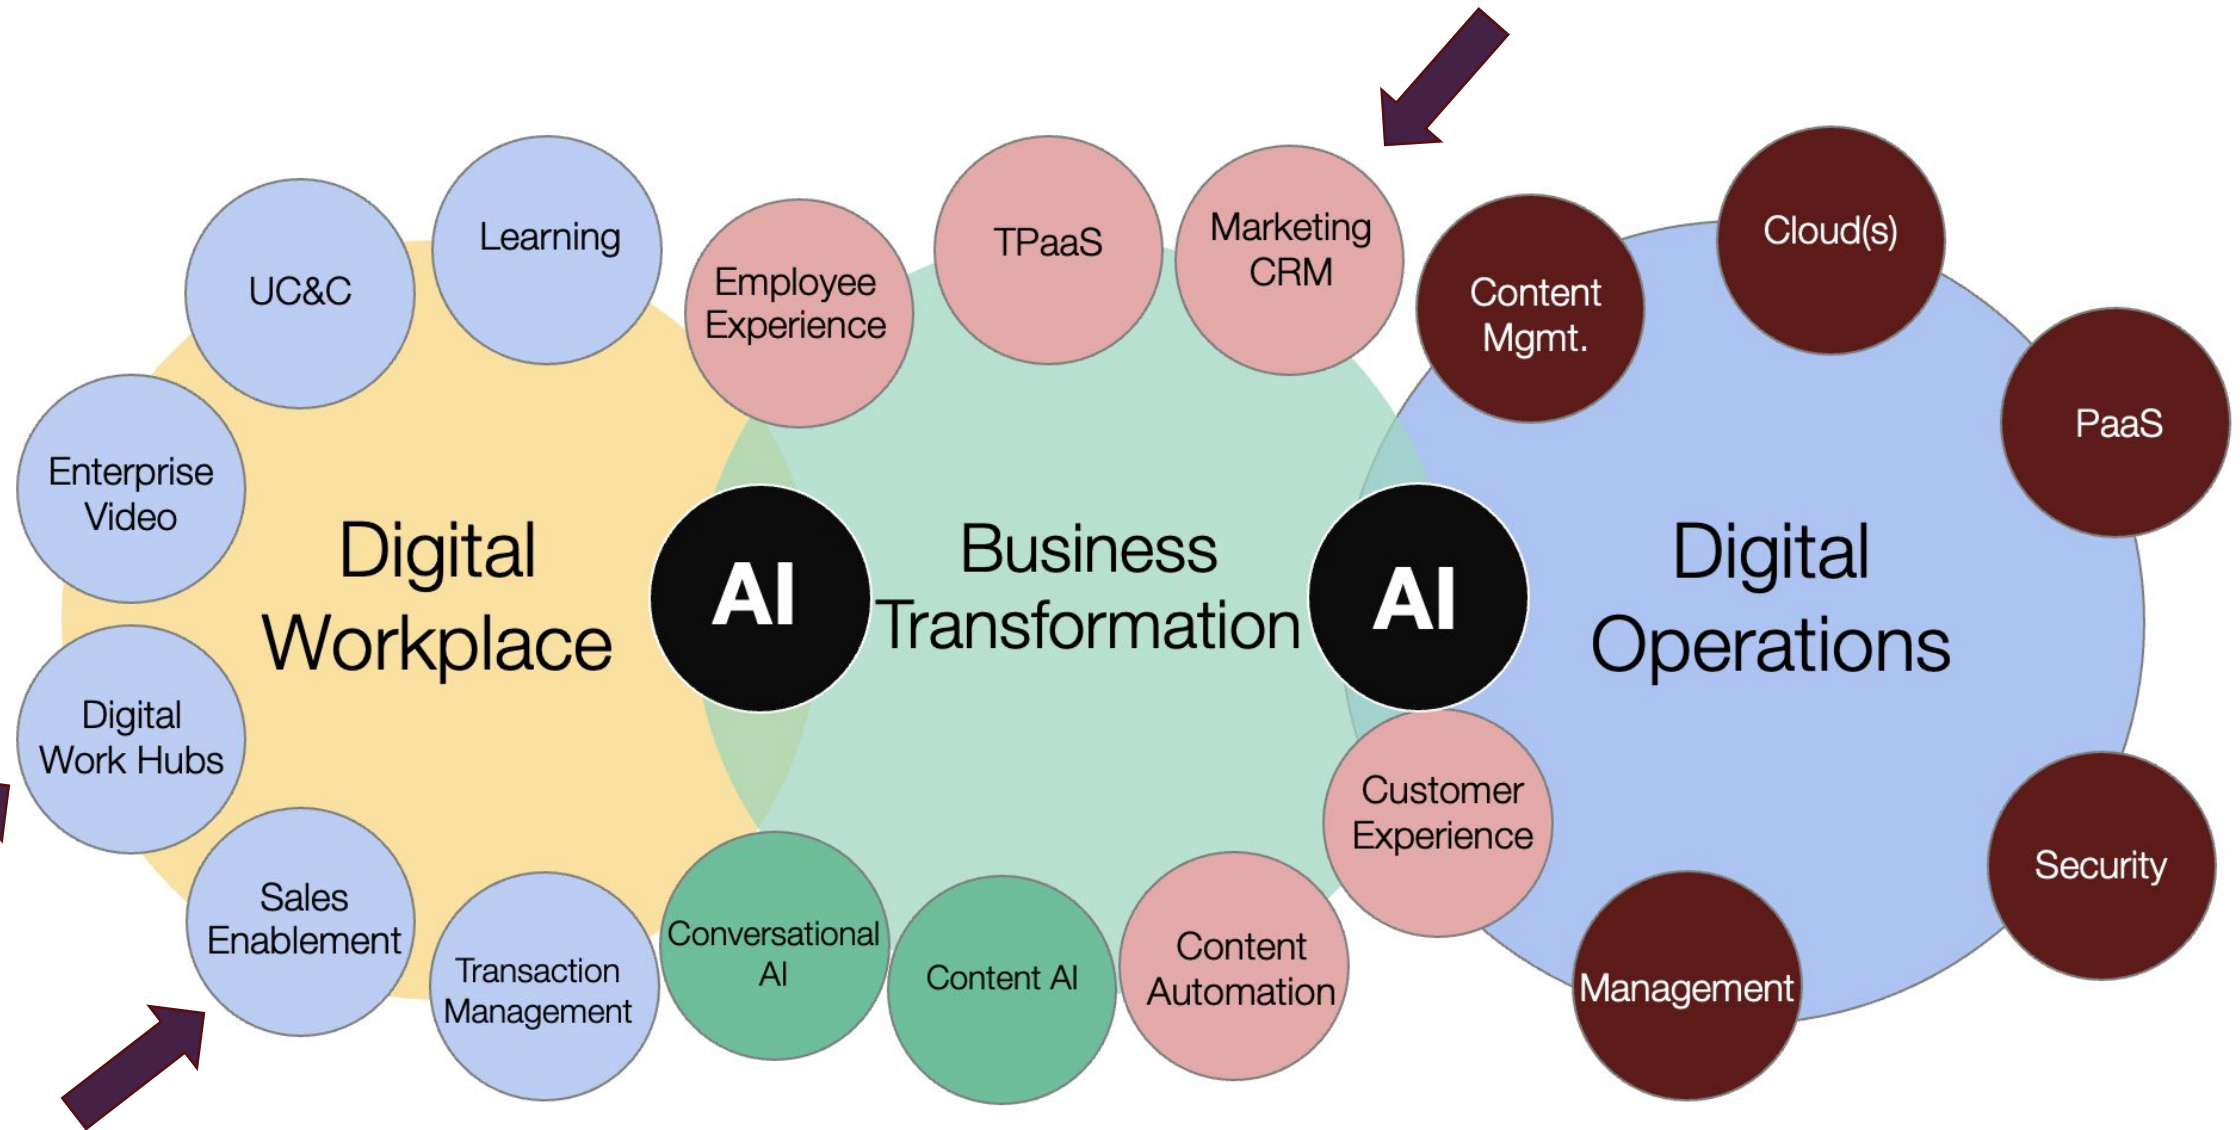 UC&C
Learning
Employee
Experience
TPaaS
Marketing
CRM
Content
Mgmt.
Cloud(s)
PaaS
Enterprise
Video
Digital
Workplace
AI
Business
Transformation
AI
Digital
Operations
Digital
Work Hubs
Sales
Enablement
Transaction
Management
Conversational
AI
Content AI
Content
Automation
Customer
Experience
Management
Security